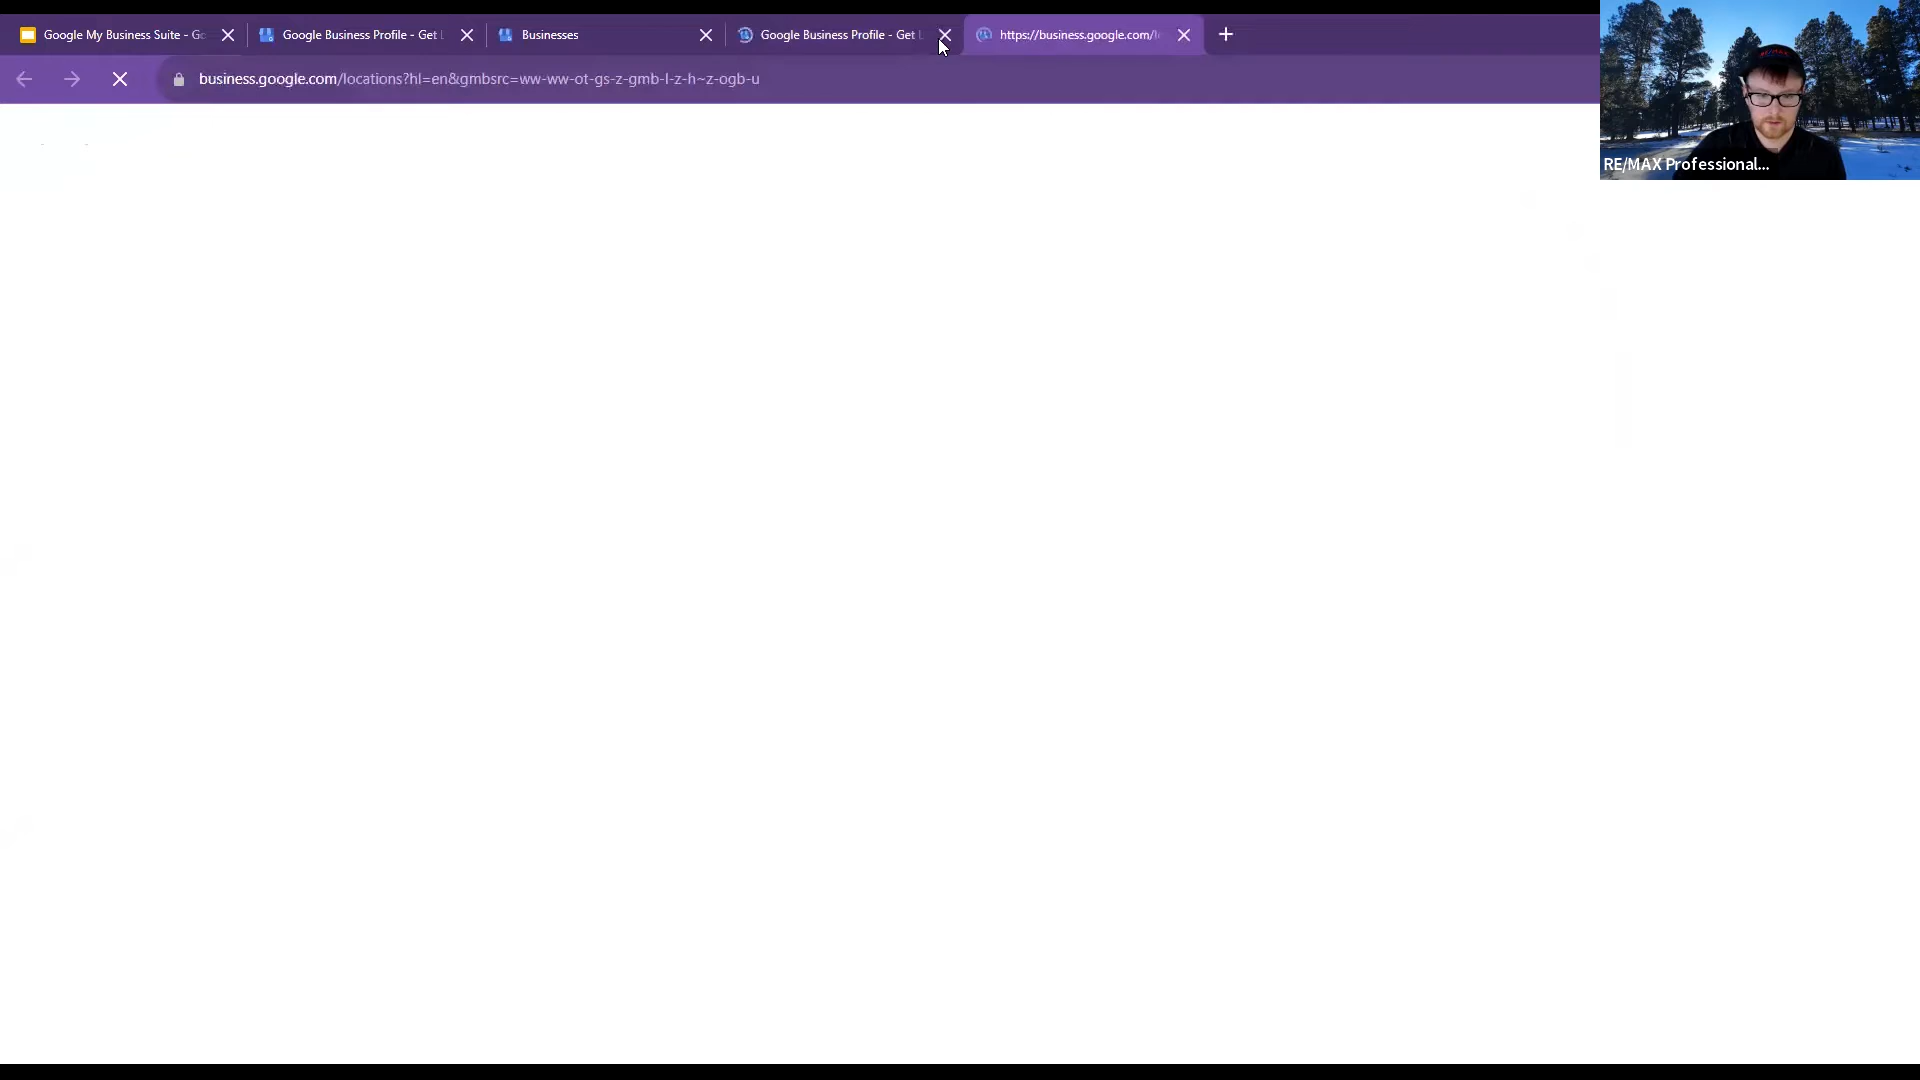 Google My Business Suite - Go
Google Business Profile - Get L
Businesses
Google Business Profile - Get L
https://business.google.com/l
business.google.com/locations?hl=en&gmbsrc=ww-ww-ot-gs-z-gmb-l-z-h~z-ogb-u
RE/MAX Professional...